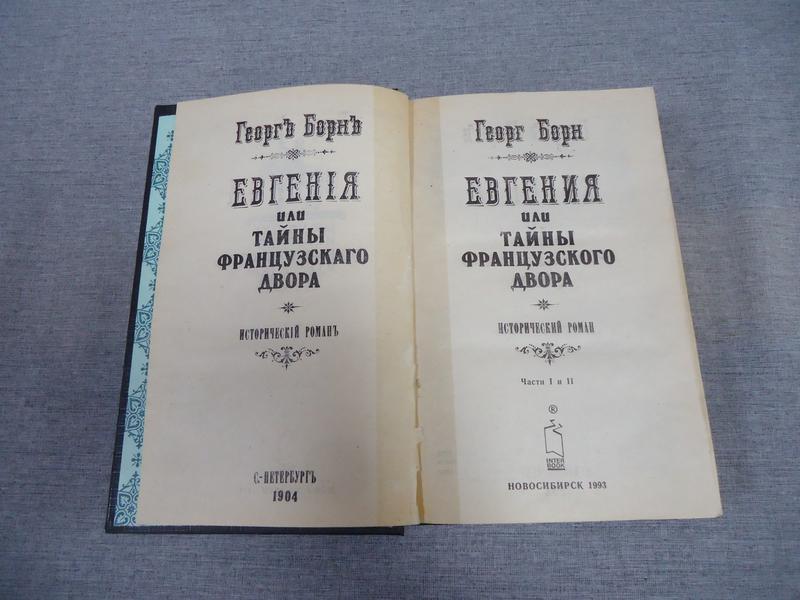 Георгъ Борнъ
ЕВГЕНІЯ
ИЛИ
ТАЙНЫ
ФРАНЦУЗСКАГО
ДВОРА
ИСТОРИЧЕСКІЙ РОМАНЪ
С.-ПЕТЕРБУРГЪ
1904
Георг Борн
ЕВГЕНИЯ
ИЛИ
ТАЙНЫ
ФРАНЦУЗСКОГО
ДВОРА
ИСТОРИЧЕСКИЙ РОМАН
Части I и II
®
INTER
BOOK
НОВОСИБИРСК 1993